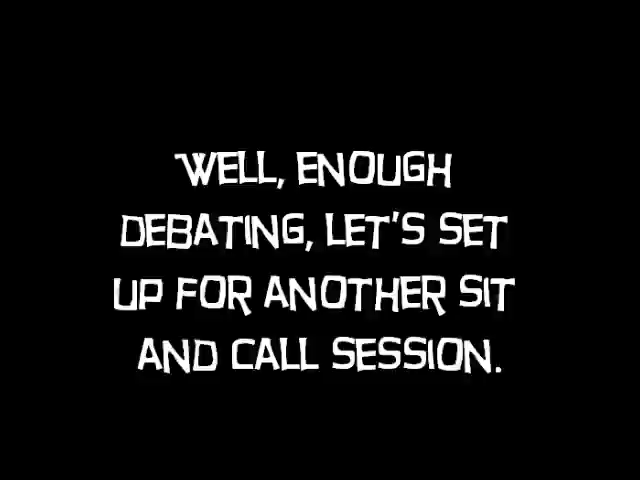 WELL, ENOUGH
DEBATING, LET'S SET
UP FOR ANOTHER SIT
AND CALL SESSION.